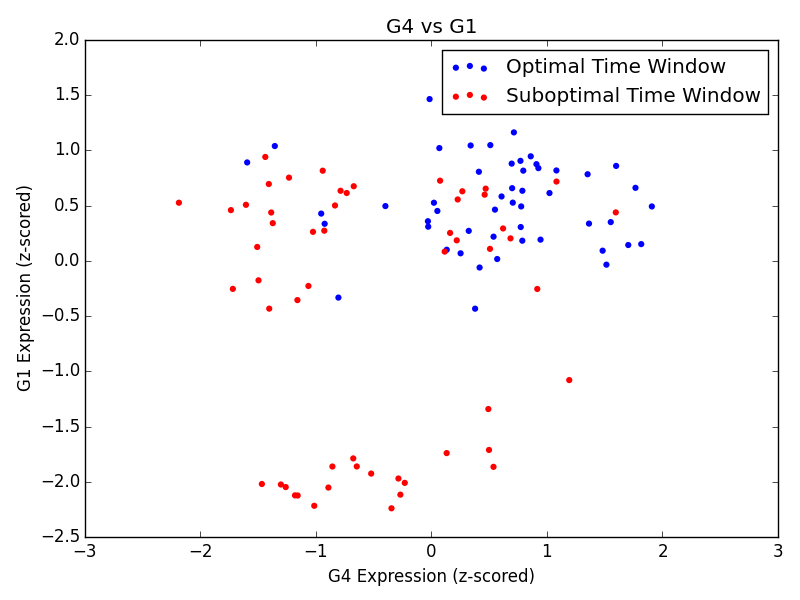 G4 vs G1
Optimal Time Window
Suboptimal Time Window
2.0
1.5
1.0
0.5
0.0
−0.5
−1.0
−1.5
−2.0
−2.5
G1 Expression (z-scored)
−3 −2 −1 0 1 2 3
G4 Expression (z-scored)